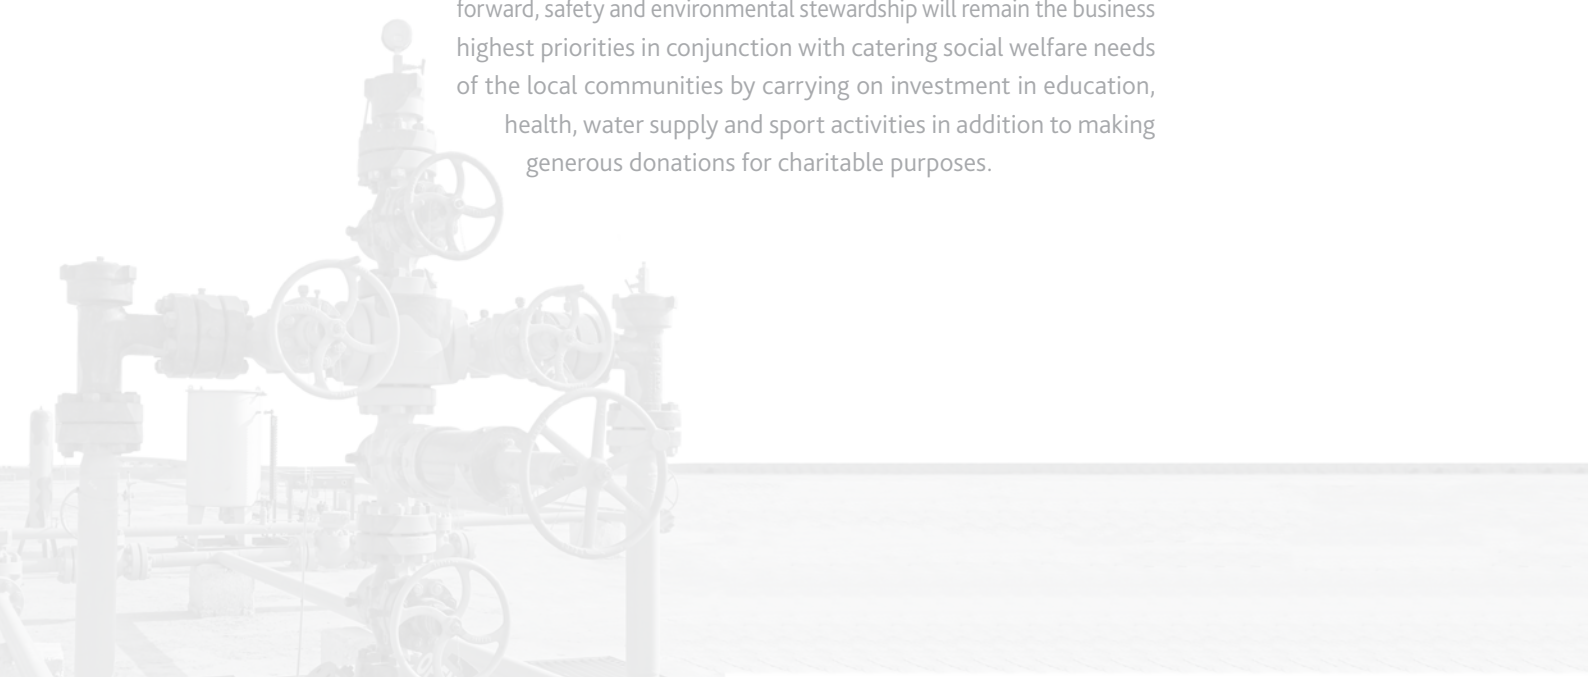 forward, safety and environmental stewardship will remain the business
highest priorities in conjunction with catering social welfare needs
of the local communities by carrying on investment in education,
health, water supply and sport activities in addition to making
generous donations for charitable purposes.